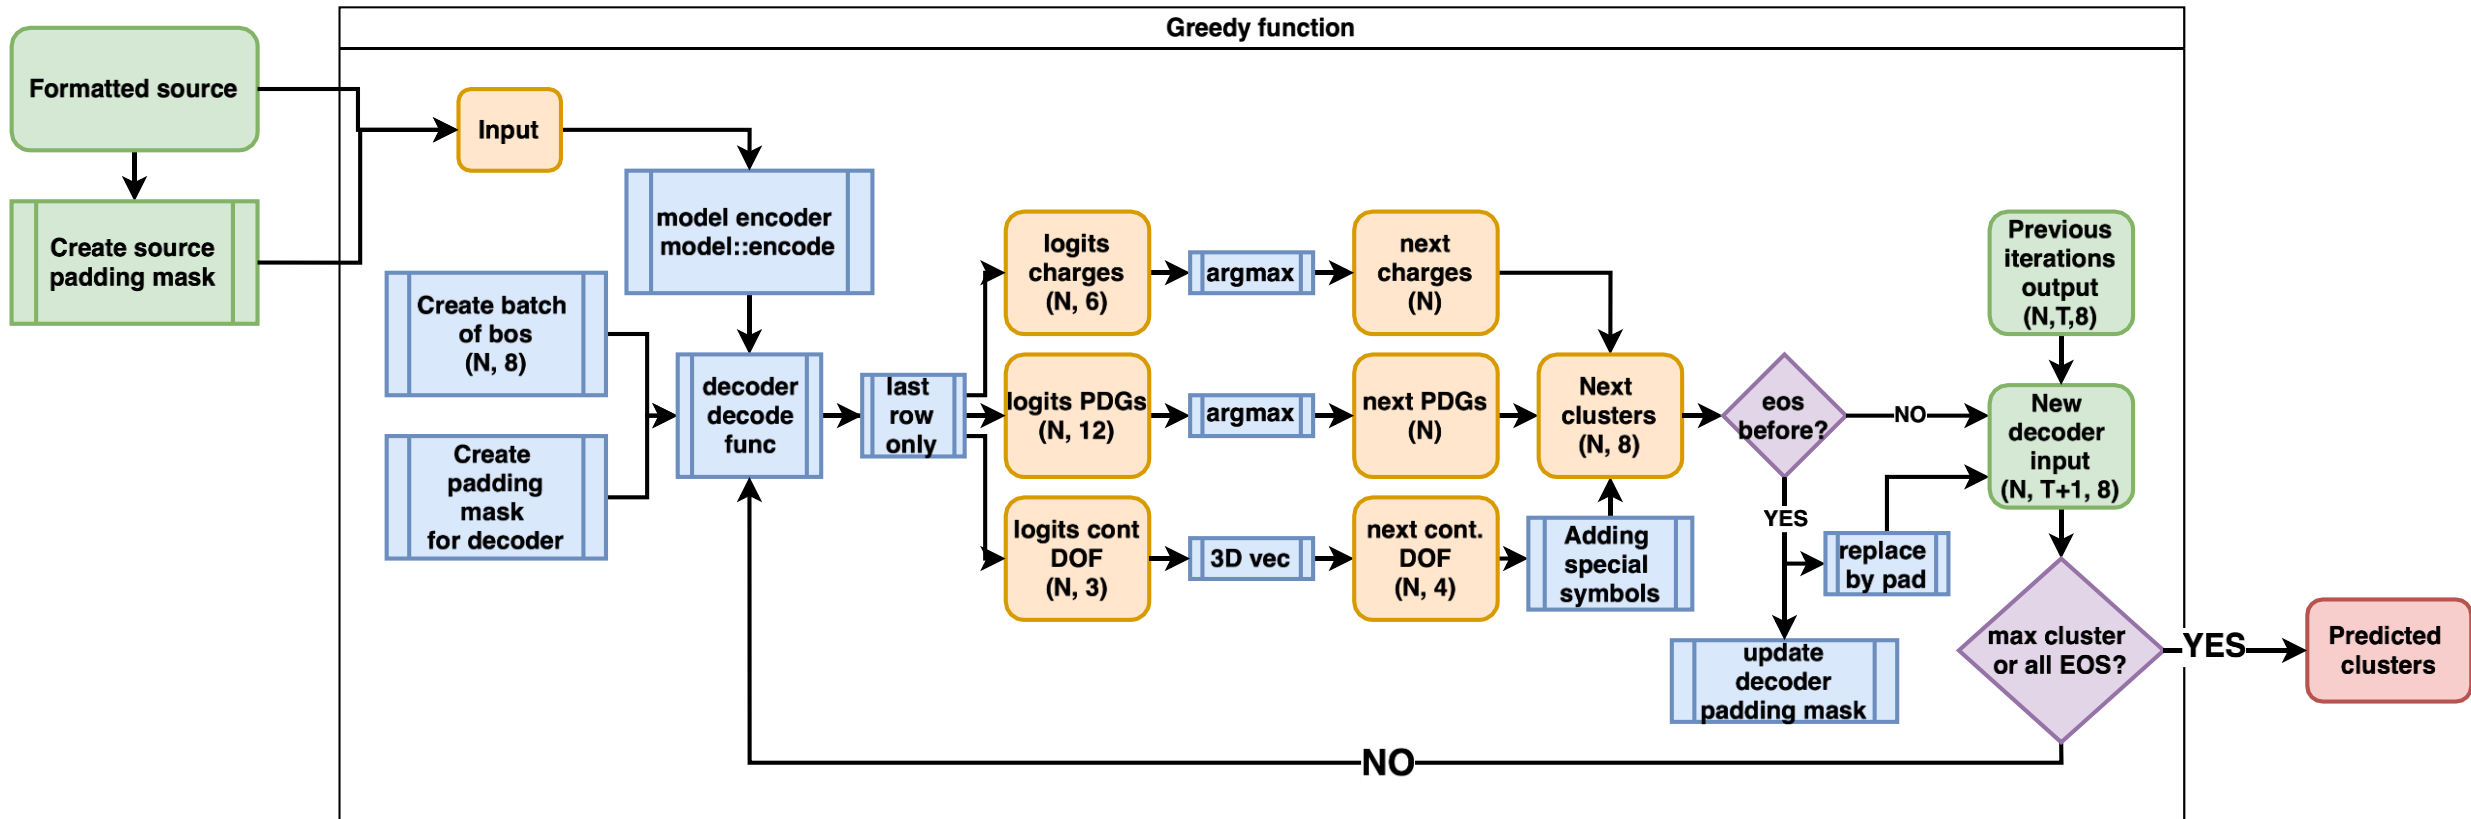 Greedy function
Formatted source
Create source
padding mask
Input
model encoder
model::encode
Create batch
of bos
(N, 8)
Create
padding
mask
for decoder
decoder
decode
func
last
row
only
logits
charges
(N, 6)
argmax
next
charges
(N)
logits PDGs
(N, 12)
argmax
next PDGs
(N)
logits cont
DOF
(N, 3)
3D vec
next cont.
DOF
(N, 4)
Adding
special
symbols
Next
clusters
(N, 8)
eos
before?
NO
YES
replace
by pad
update
decoder
padding mask
Previous
iterations
output
(N,T,8)
New
decoder
input
(N, T+1, 8)
max cluster
or all EOS?
YES
NO
Predicted
clusters